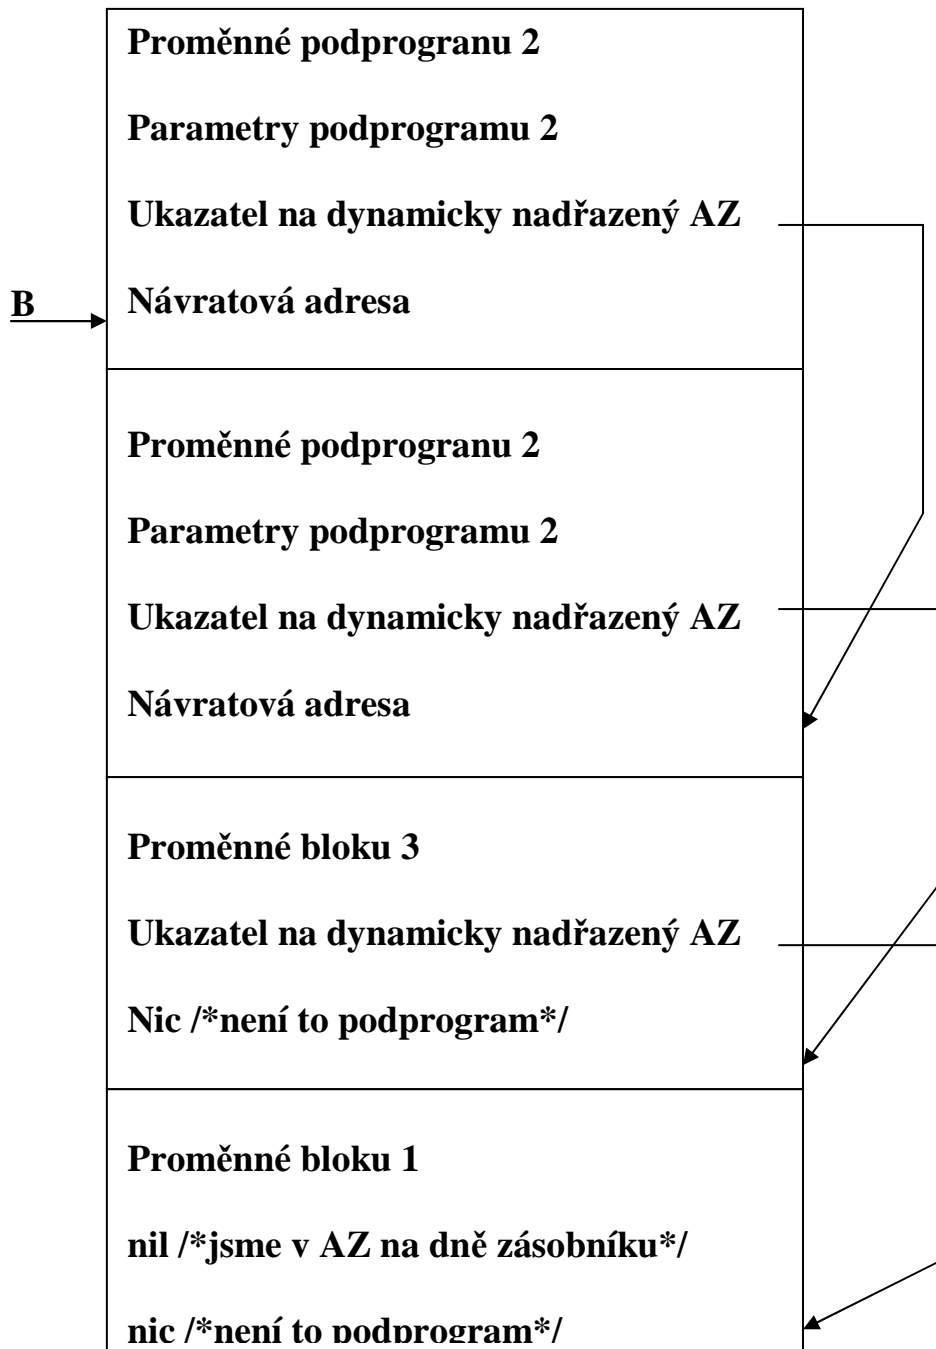 Proměnné podprogranu 2
Parametry podprogramu 2
Ukazatel na dynamicky nadřazený AZ
B
Návratová adresa
Proměnné podprogranu 2
Parametry podprogramu 2
Ukazatel na dynamicky nadřazený AZ
Návratová adresa
Proměnné bloku 3
Ukazatel na dynamicky nadřazený AZ
Nic /*není to podprogram*/
Proměnné bloku 1
nil /*jsme v AZ na dně zásobníku*/
nic /*není to podprogram*/